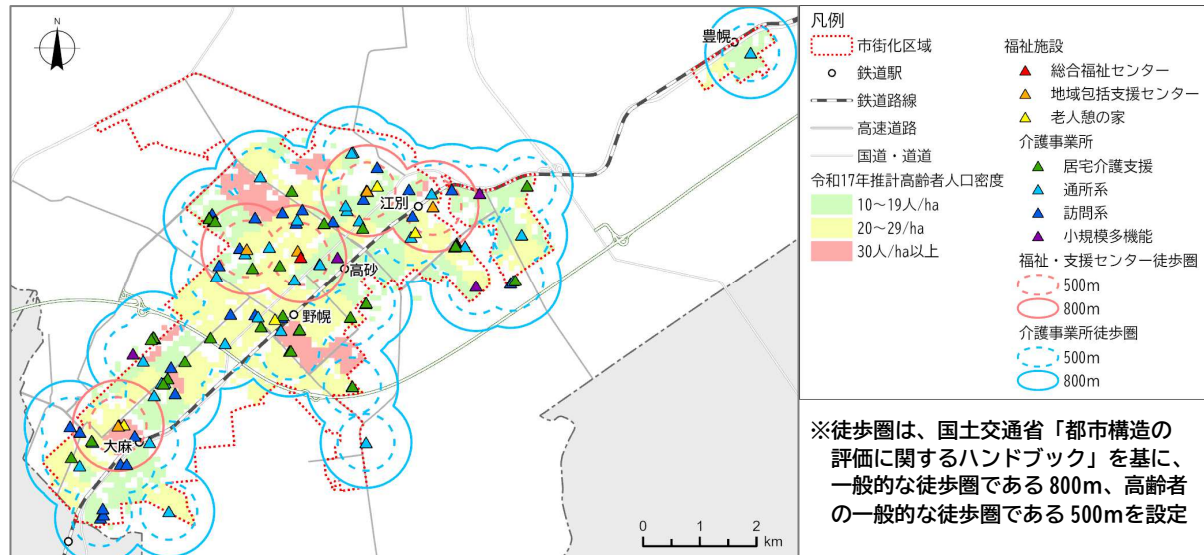 N
豊幌
江別
高砂
野幌
大麻
0 1 2
km
凡例
市街化区域
鉄道駅
鉄道路線
高速道路
国道・道道
令和17年推計高齢者人口密度
10～19人/ha
20～29/ha
30人/ha以上
福祉施設
総合福祉センター
地域包括支援センター
老人憩の家
介護事業所
居宅介護支援
通所系
訪問系
小規模多機能
福祉・支援センター徒歩圏
500m
800m
介護事業所徒歩圏
500m
800m
※徒歩圏は、国土交通省「都市構造の
評価に関するハンドブック」を基に、
一般的な徒歩圏である800m、高齢者
の一般的な徒歩圏である500mを設定